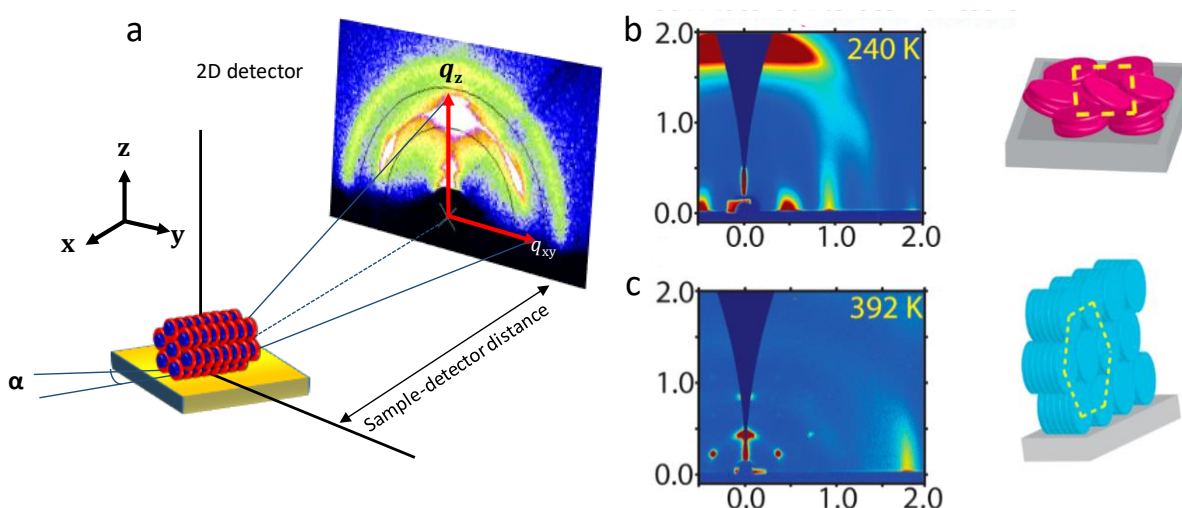 a
2D detector
q_z
q_xy
z
x
y
α
Sample-detector distance
b
240 K
2.0
1.0
0.0
0.0
1.0
2.0
c
392 K
2.0
1.0
0.0
0.0
1.0
2.0